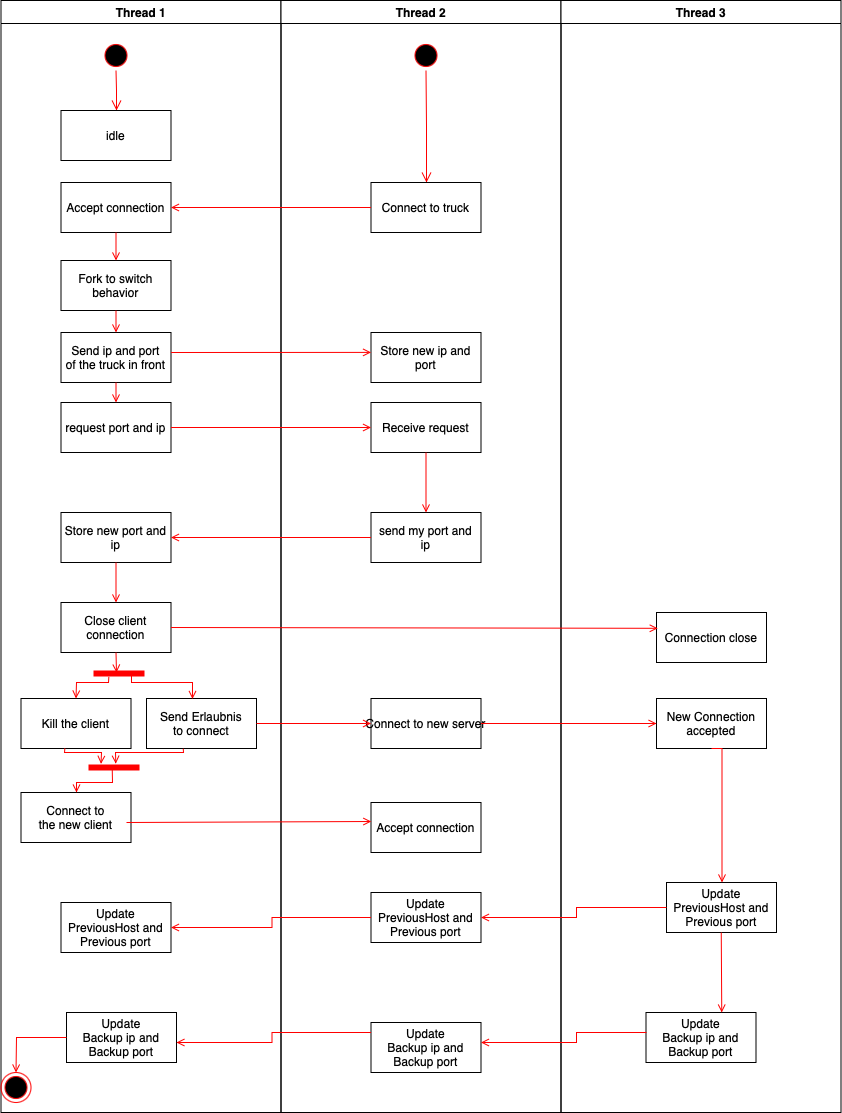 Thread 1
Thread 2
Thread 3
idle
Accept connection
Connect to truck
Fork to switch
behavior
Send ip and port
of the truck in front
Store new ip and
port
request port and ip
Receive request
Store new port and
ip
send my port and
ip
Close client
connection
Connection close
Kill the client
Send Erlaubnis
to connect
Connect to new server
New Connection
accepted
Connect to
the new client
Accept connection
Update
PreviousHost and
Previous port
Update
PreviousHost and
Previous port
Update
PreviousHost and
Previous port
Update
Backup ip and
Backup port
Update
Backup ip and
Backup port
Update
Backup ip and
Backup port